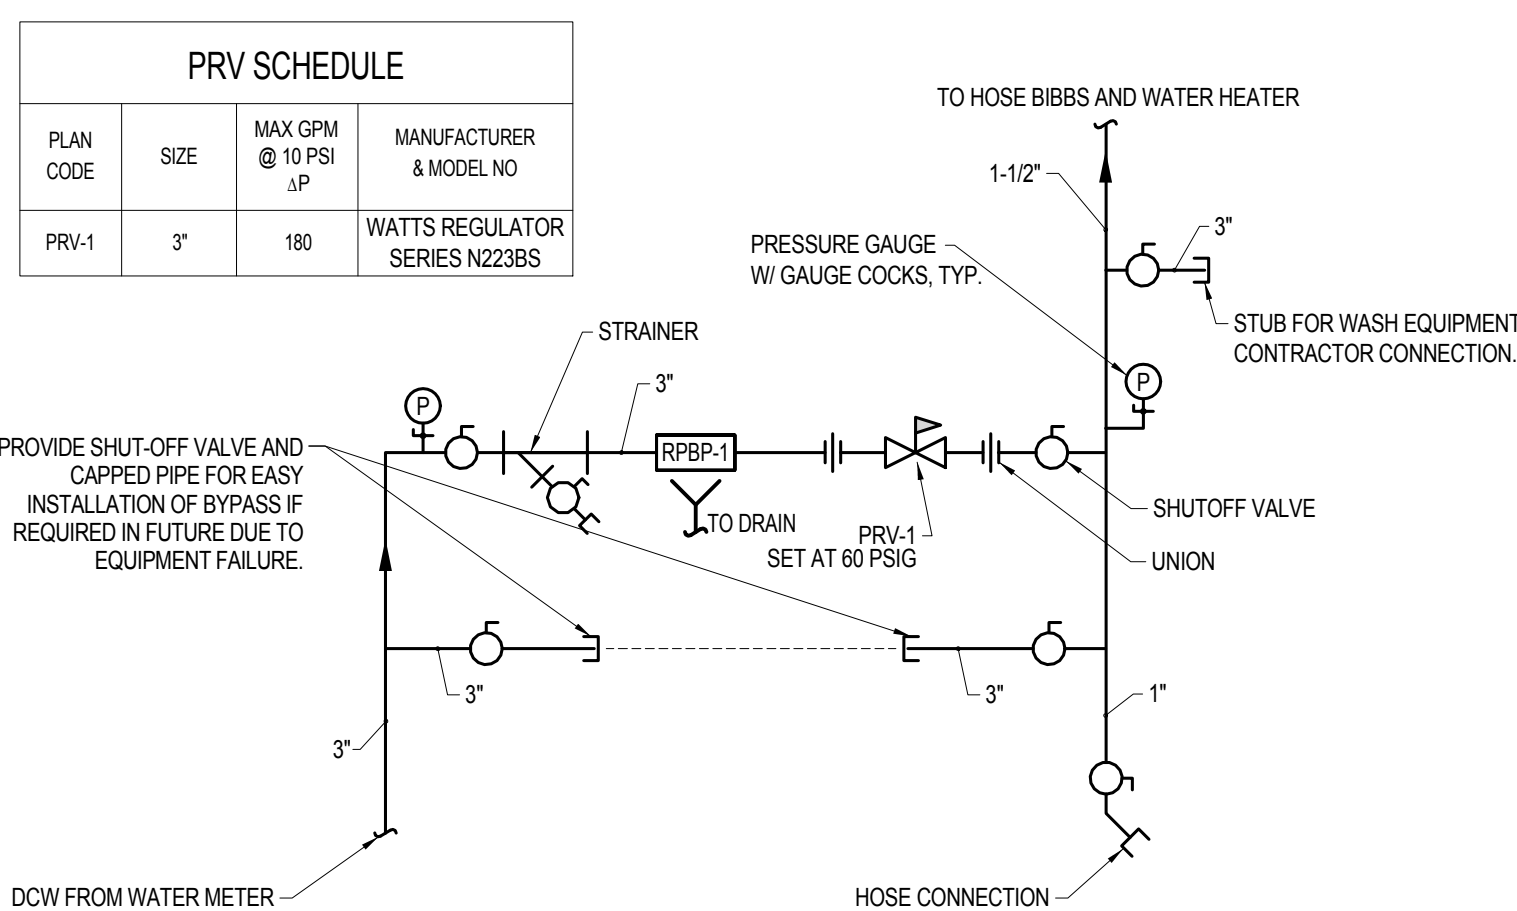 PRV SCHEDULE
PLAN
CODE
SIZE
MAX GPM
@ 10 PSI
ΔP
MANUFACTURER
& MODEL NO
PRV-1
3"
180
WATTS REGULATOR
SERIES N223BS
TO HOSE BIBBS AND WATER HEATER
1-1/2"
3"
PRESSURE GAUGE
W/ GAUGE COCKS, TYP.
STUB FOR WASH EQUIPMENT
CONTRACTOR CONNECTION.
STRAINER
3"
P
P
PROVIDE SHUT-OFF VALVE AND
CAPPED PIPE FOR EASY
INSTALLATION OF BYPASS IF
REQUIRED IN FUTURE DUE TO
EQUIPMENT FAILURE.
RPBP-1
TO DRAIN
PRV-1
SET AT 60 PSIG
SHUTOFF VALVE
UNION
3"
3"
1"
3"
DCW FROM WATER METER
HOSE CONNECTION